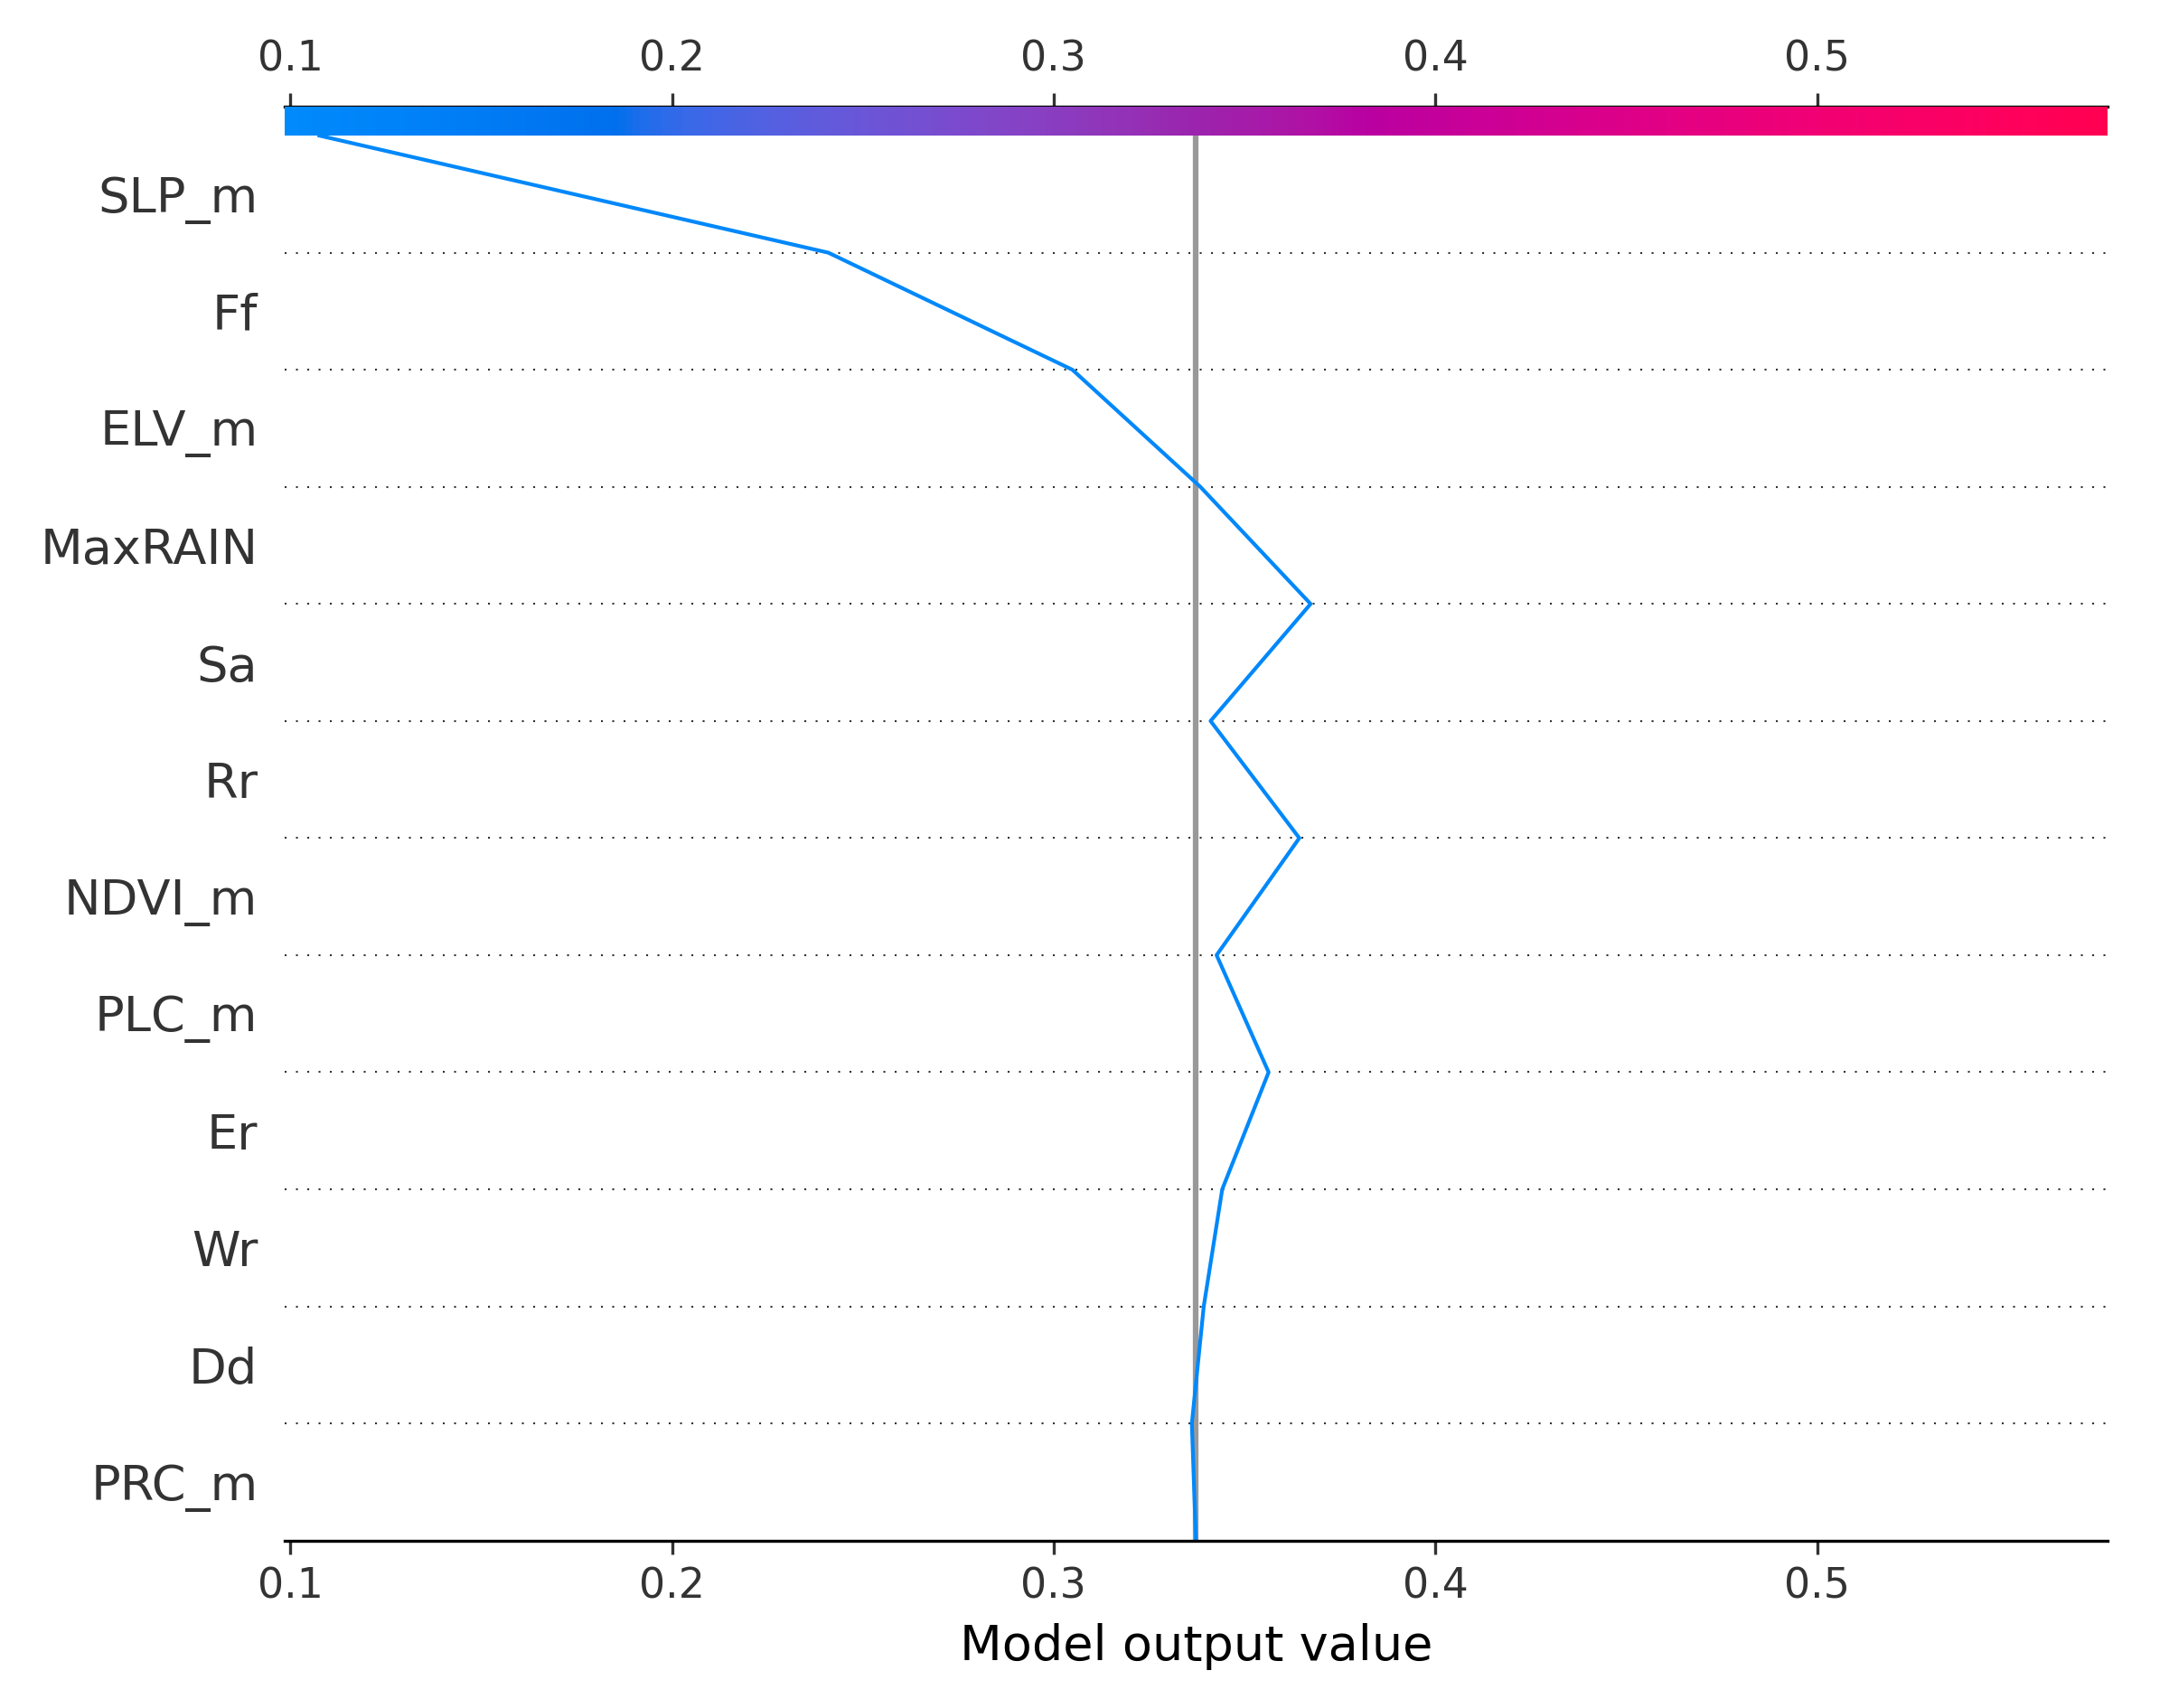 0.1 0.2 0.3 0.4 0.5
SLP_m
Ff
ELV_m
MaxRAIN
Sa
Rr
NDVI_m
PLC_m
Er
Wr
Dd
PRC_m
0.1 0.2 0.3 0.4 0.5
Model output value